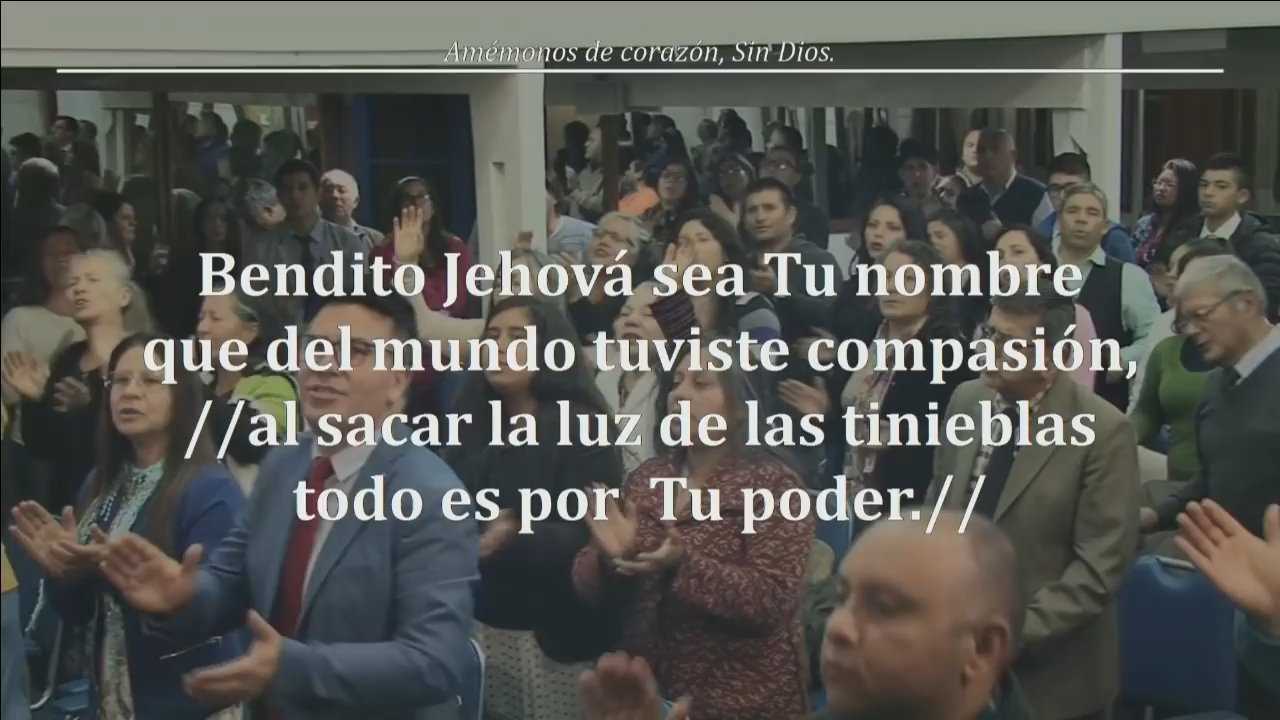 Amémonos de corazón, Sin Dios.
Bendito Jehová sea Tu nombre
que del mundo tuviste compasión,
//al sacar la luz de las tinieblas
todo es por Tu poder.//